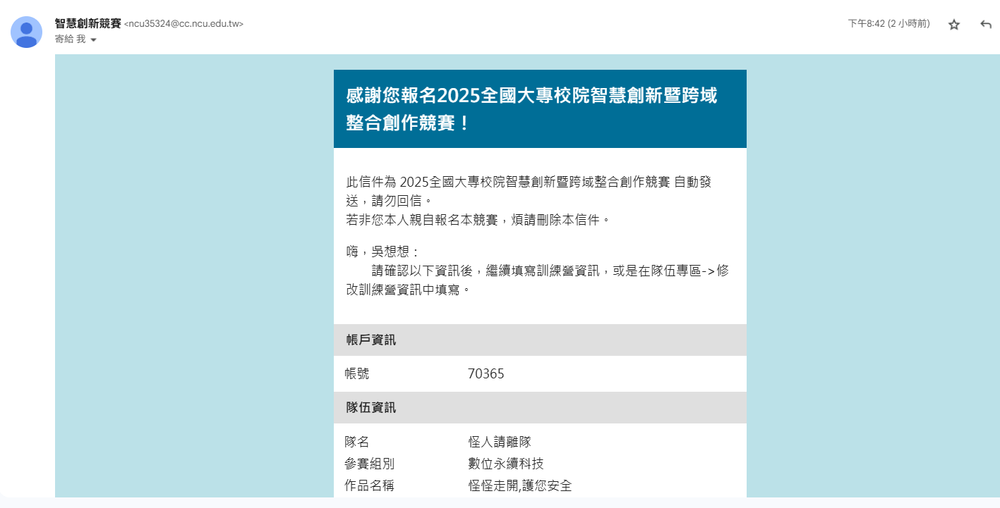 智慧創新競賽 <ncu35324@cc.ncu.edu.tw>
下午8:42 (2 小時前)
寄給 我
感謝您報名2025全國大專校院智慧創新暨跨域
整合創作競賽！
此信件為 2025全國大專校院智慧創新暨跨域整合創作競賽 自動發
送，請勿回信。
若非您本人親自報名本競賽，煩請刪除本信件。
嗨，吳想想：
請確認以下資訊後，繼續填寫訓練營資訊，或是在隊伍專區->修
改訓練營資訊中填寫。
帳戶資訊
帳號 70365
隊伍資訊
隊名 怪人請離隊
參賽組別 數位永續科技
作品名稱 怪怪走開,護您安全